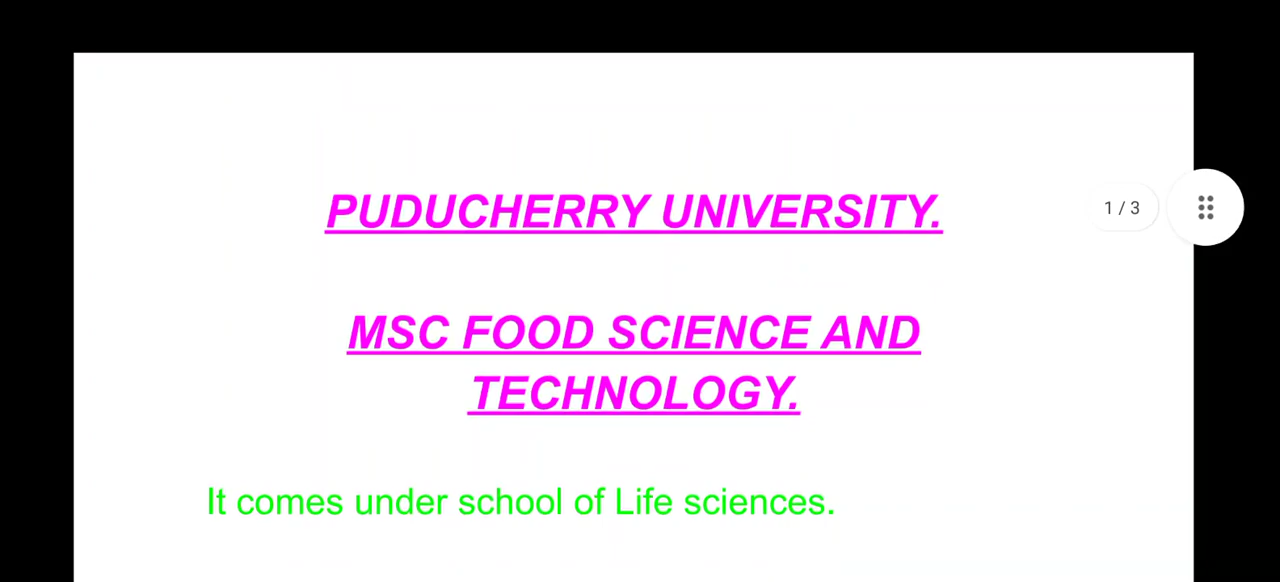 PUDUCHERRY UNIVERSITY.
1 / 3
MSC FOOD SCIENCE AND
TECHNOLOGY.
It comes under school of Life sciences.